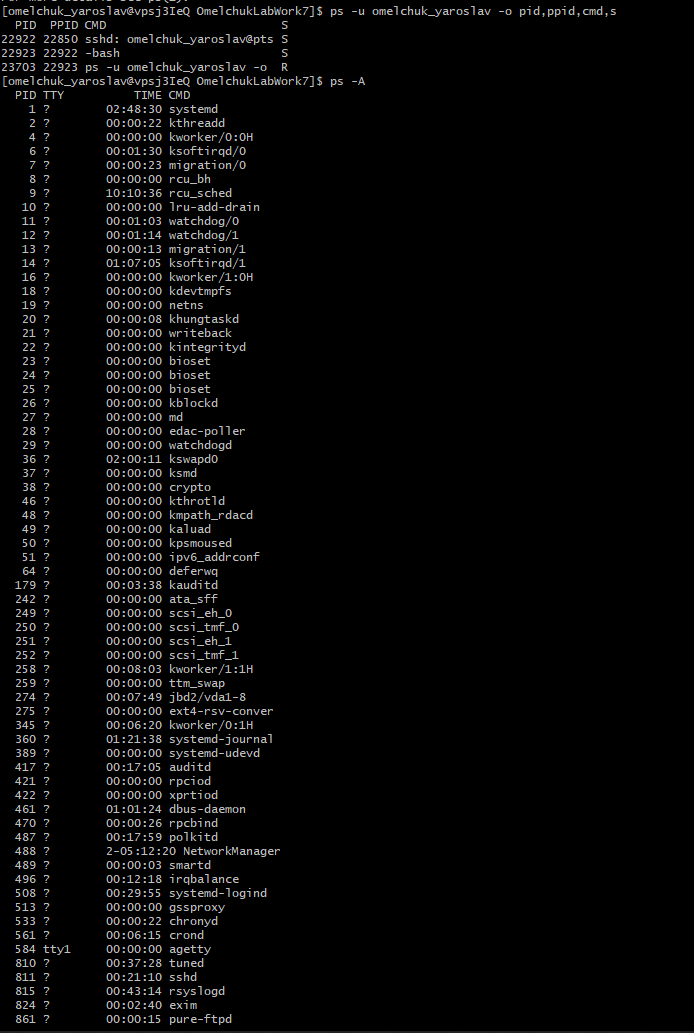 [omelchuk_yaroslav@vpsj3IeQ OmelchukLabWork7]$ ps -u omelchuk_yaroslav -o pid,ppid,cmd,s
  PID  PPID CMD                         S
22922 22850 sshd: omelchuk_yaroslav@pts S
22923 22922 -bash                       S
23703 22923 ps -u omelchuk_yaroslav -o  R
[omelchuk_yaroslav@vpsj3IeQ OmelchukLabWork7]$ ps -A
  PID TTY          TIME CMD
    1 ?        02:48:30 systemd
    2 ?        00:00:22 kthreadd
    4 ?        00:00:00 kworker/0:0H
    6 ?        00:01:30 ksoftirqd/0
    7 ?        00:00:23 migration/0
    8 ?        00:00:00 rcu_bh
    9 ?        10:10:36 rcu_sched
   10 ?        00:00:00 lru-add-drain
   11 ?        00:01:03 watchdog/0
   12 ?        00:01:14 watchdog/1
   13 ?        00:00:13 migration/1
   14 ?        01:07:05 ksoftirqd/1
   16 ?        00:00:00 kworker/1:0H
   18 ?        00:00:00 kdevtmpfs
   19 ?        00:00:00 netns
   20 ?        00:00:08 khungtaskd
   21 ?        00:00:00 writeback
   22 ?        00:00:00 kintegrityd
   23 ?        00:00:00 bioset
   24 ?        00:00:00 bioset
   25 ?        00:00:00 bioset
   26 ?        00:00:00 kblockd
   27 ?        00:00:00 md
   28 ?        00:00:00 edac-poller
   29 ?        00:00:00 watchdogd
   36 ?        02:00:11 kswapd0
   37 ?        00:00:00 ksmd
   38 ?        00:00:00 crypto
   46 ?        00:00:00 kthrotld
   48 ?        00:00:00 kmpath_rdacd
   49 ?        00:00:00 kaluad
   50 ?        00:00:00 kpsmoused
   51 ?        00:00:00 ipv6_addrconf
   64 ?        00:00:00 deferwq
  179 ?        00:03:38 kauditd
  242 ?        00:00:00 ata_sff
  249 ?        00:00:00 scsi_eh_0
  250 ?        00:00:00 scsi_tmf_0
  251 ?        00:00:00 scsi_eh_1
  252 ?        00:00:00 scsi_tmf_1
  258 ?        00:08:03 kworker/1:1H
  259 ?        00:00:00 ttm_swap
  274 ?        00:07:49 jbd2/vda1-8
  275 ?        00:00:00 ext4-rsv-conver
  345 ?        00:06:20 kworker/0:1H
  360 ?        01:21:38 systemd-journal
  389 ?        00:00:00 systemd-udevd
  417 ?        00:17:05 auditd
  421 ?        00:00:00 rpciod
  422 ?        00:00:00 xprtiod
  461 ?        01:01:24 dbus-daemon
  470 ?        00:00:26 rpcbind
  487 ?        00:17:59 polkitd
  488 ?        2-05:12:20 NetworkManager
  489 ?        00:00:03 smartd
  496 ?        00:12:18 irqbalance
  508 ?        00:29:55 systemd-logind
  513 ?        00:00:00 gssproxy
  533 ?        00:00:22 chronyd
  561 ?        00:06:15 crond
  584 tty1     00:00:00 agetty
  810 ?        00:37:28 tuned
  811 ?        00:21:10 sshd
  815 ?        00:43:14 rsyslogd
  824 ?        00:02:40 exim
  861 ?        00:00:15 pure-ftpd